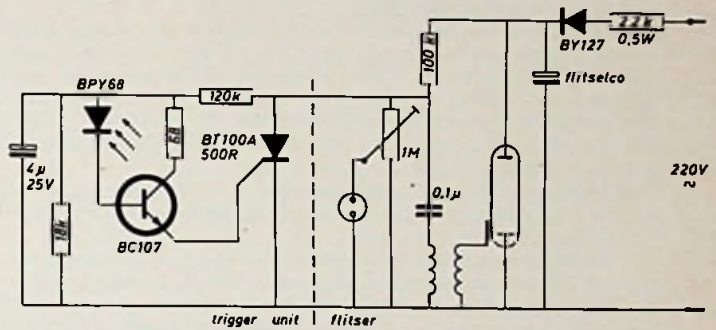 BPY68
120k
68
BT100A
500R
4µ
25V
18k
BC107
100 k
BY127
22k
0,5W
flitselco
1M
0,1µ
220V
~
trigger unit
flitser